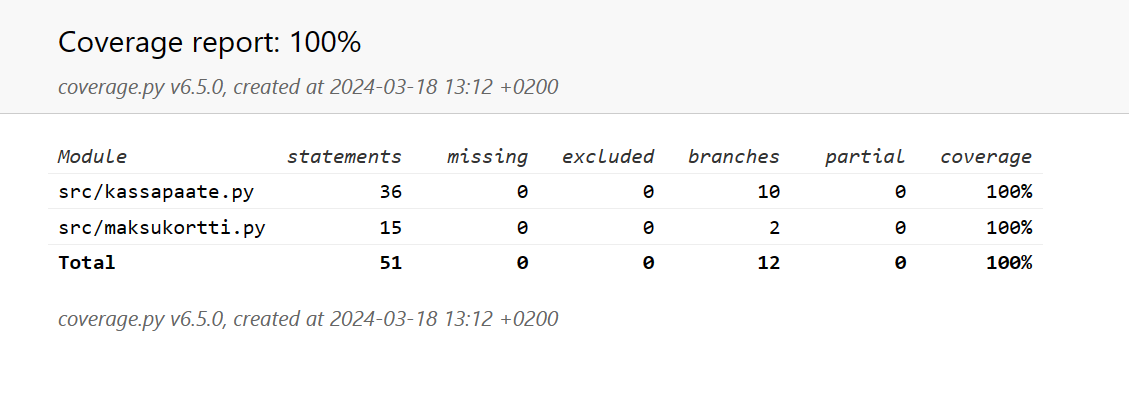 Coverage report: 100%
coverage.py v6.5.0, created at 2024-03-18 13:12 +0200
Module statements missing excluded branches partial coverage
src/kassapaate.py 36 0 0 10 0 100%
src/maksukortti.py 15 0 0 2 0 100%
Total 51 0 0 12 0 100%
coverage.py v6.5.0, created at 2024-03-18 13:12 +0200